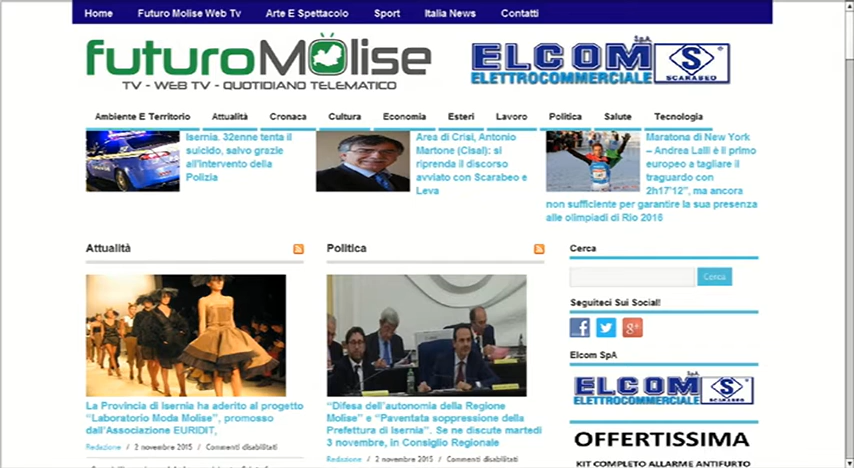 Home Futuro Molise Web Tv Arte E Spettacolo Sport Italia News Contatti
futuroMolise
TV - WEB TV - QUOTIDIANO TELEMATICO
ELCOM SpA
ELETTROCOMMERCIALE
S
SCARABEO
Ambiente E Territorio Attualità Cronaca Cultura Economia Esteri Lavoro Politica Salute Tecnologia
Isernia. 32enne tenta il
suicidio, salvo grazie
all'intervento della
Polizia
Area di Crisi, Antonio
Martone (Cisal): si
riprenda il discorso
avviato con Scarabeo e
Leva
Maratona di New York
– Andrea Lalli è il primo
europeo a tagliare il
traguardo con
2h17'12", ma ancora
non sufficiente per garantire la sua presenza
alle olimpiadi di Rio 2016
Attualità
La Provincia di Isernia ha aderito al progetto
“Laboratorio Moda Molise”, promosso
dall'Associazione EURIDIT,
Redazione / 2 novembre 2015 / Commenti disabilitati
Politica
“Difesa dell'autonomia della Regione
Molise” e “Paventata soppressione della
Prefettura di Isernia”. Se ne discute martedì
3 novembre, in Consiglio Regionale
Redazione / 2 novembre 2015 / Commenti disabilitati
Cerca
Cerca
Seguiteci Sui Social!
Elcom SpA
ELCOM SpA
ELETTROCOMMERCIALE
S
SCARABEO
OFFERTISSIMA
KIT COMPLETO ALLARME ANTIFURTO